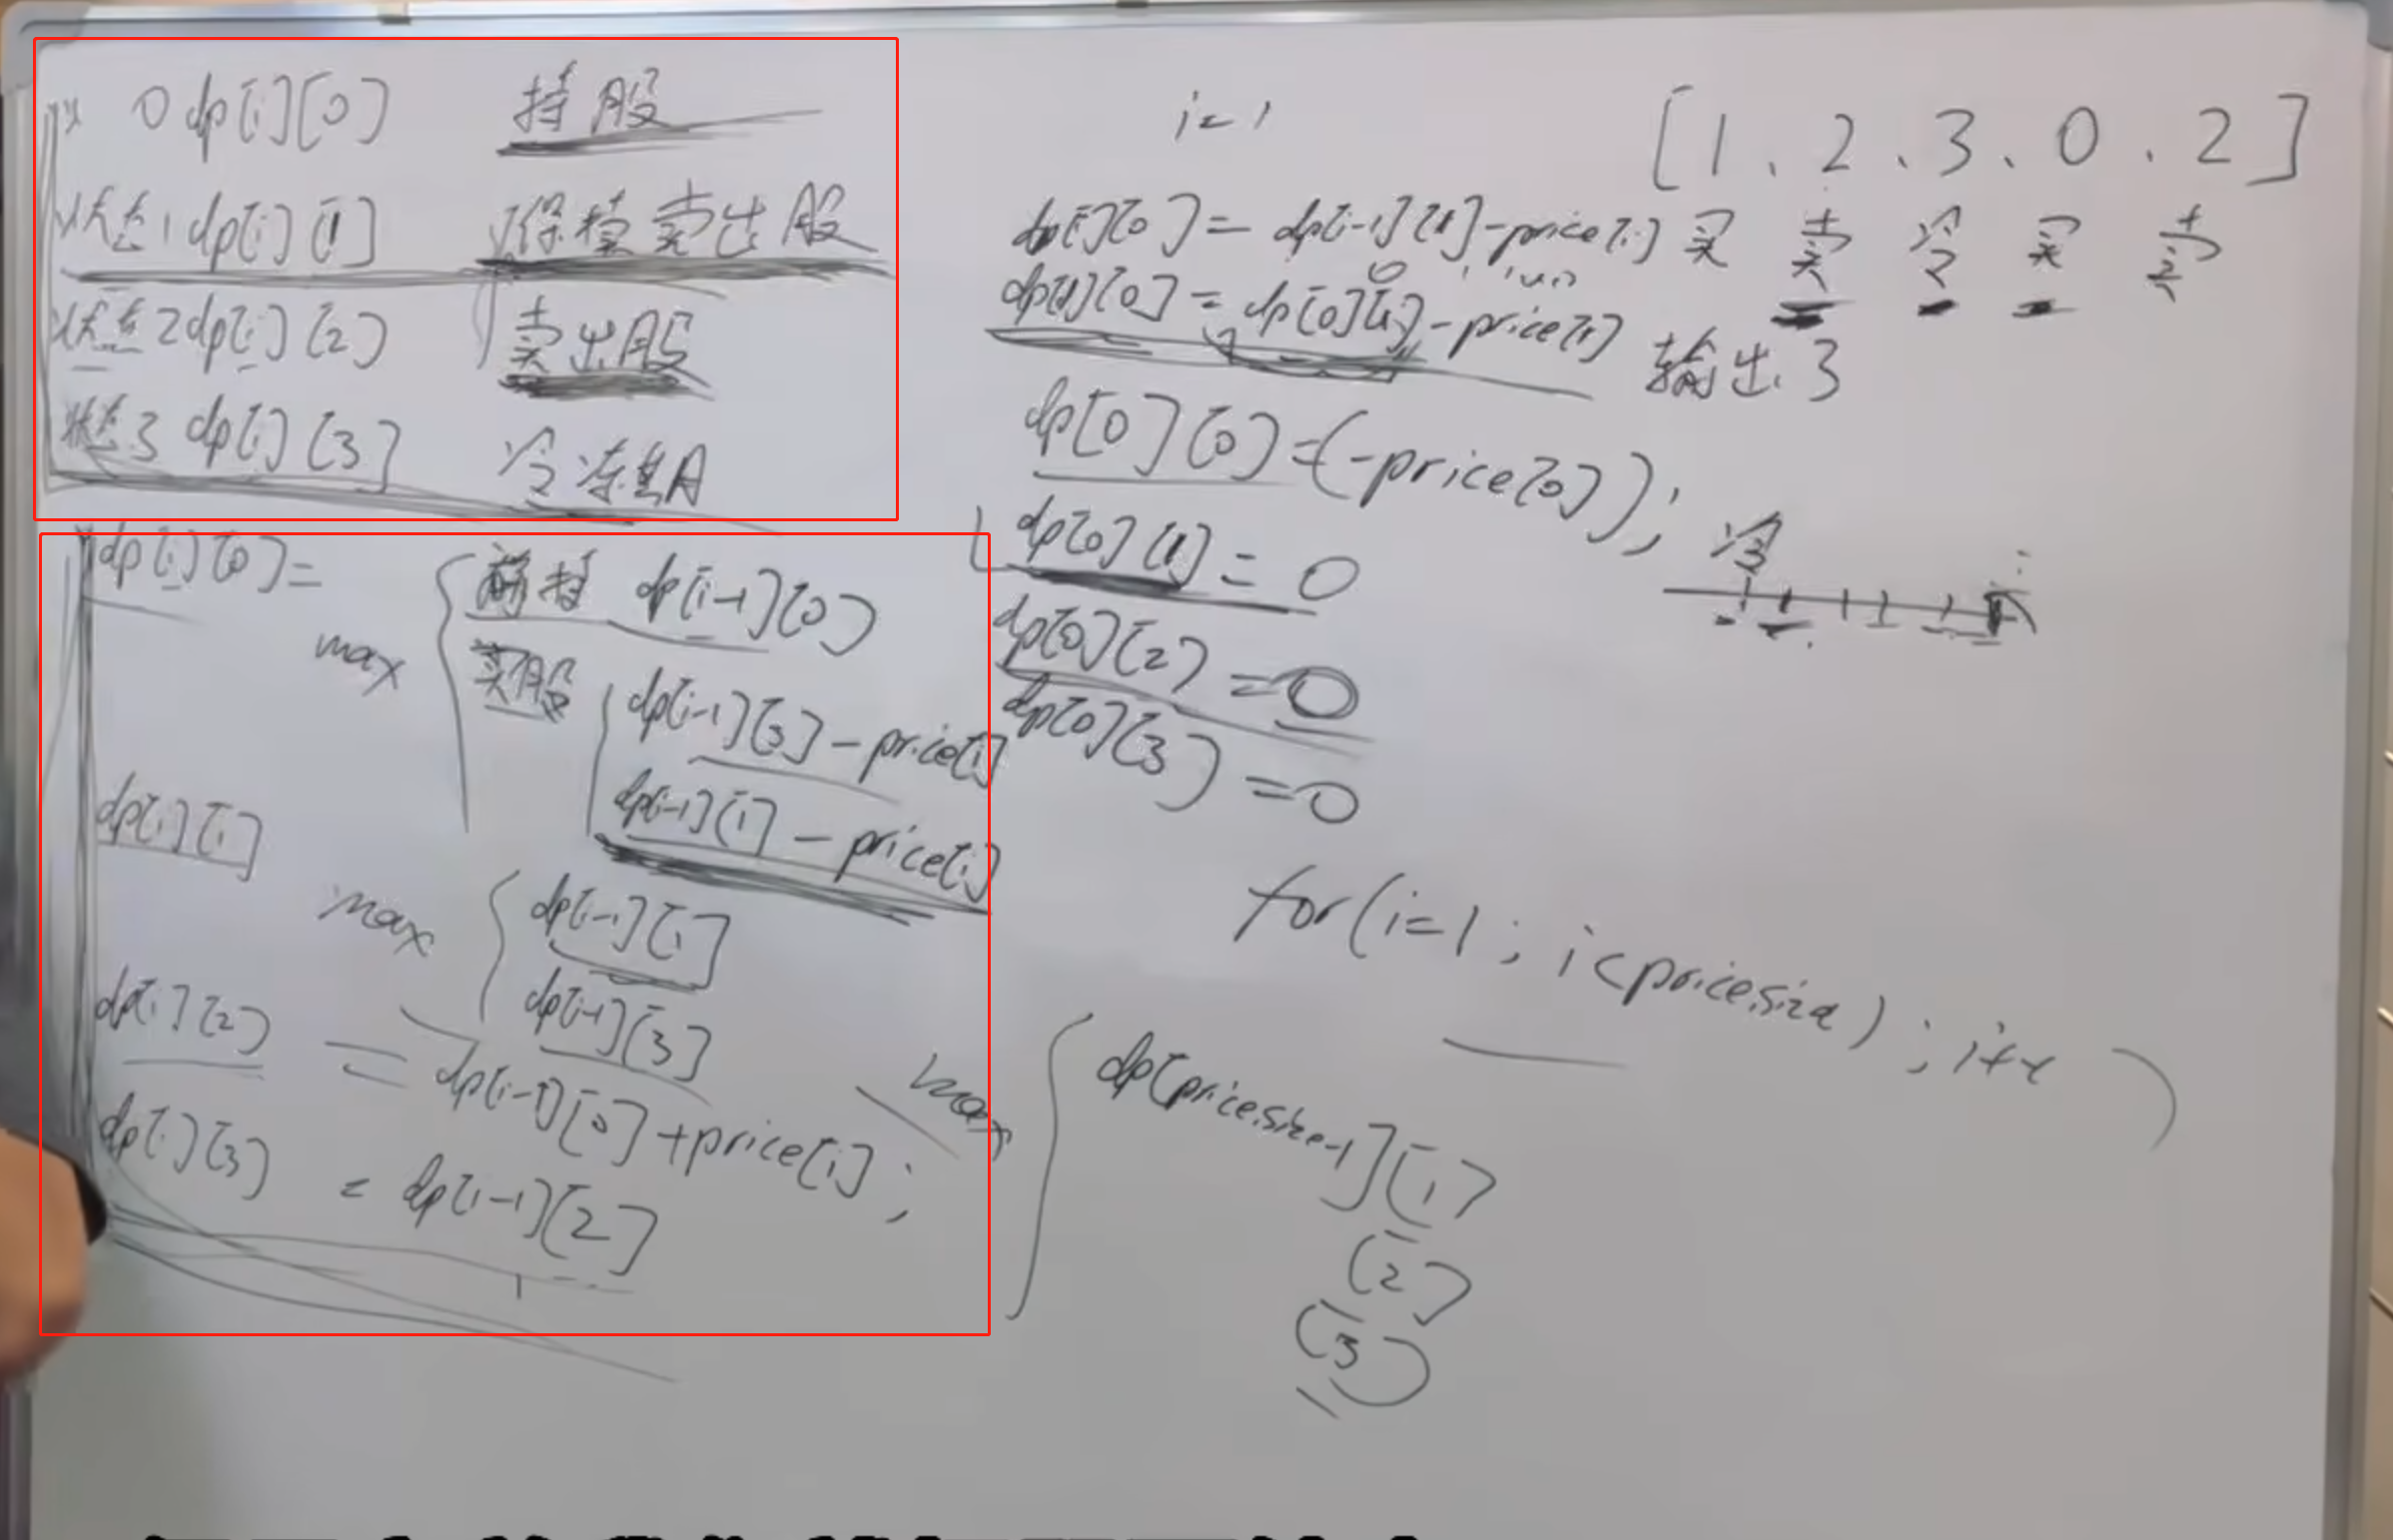 状 0 dp[i][0] 持股
状态1 dp[i][1] 保持卖出股
状态2 dp[i][2] 卖出股
状态3 dp[i][3] 冷冻期
dp[i][0] =
max
前持 dp[i-1][0]
买股
dp[i-1][3] - price[i]
dp[i-1][1] - price[i]
dp[i][1]
max
dp[i-1][1]
dp[i-1][3]
dp[i][2] = dp[i-1][0] + price[i];
dp[i][3] = dp[i-1][2]
i=1
dp[i][0] = dp[i-1][1] - price[i]
0
dp[1][0] = dp[0][1] - price[1]
dp[0][0] = (-price[0]);
dp[0][1] = 0
dp[0][2] = 0
dp[0][3] = 0
[1、2、3、0、2]
买 卖 冷 买 卖
输出 3
冷
for(i=1; i<price.size); i++)
max
dp[price.size-1][1]
[2]
[3]